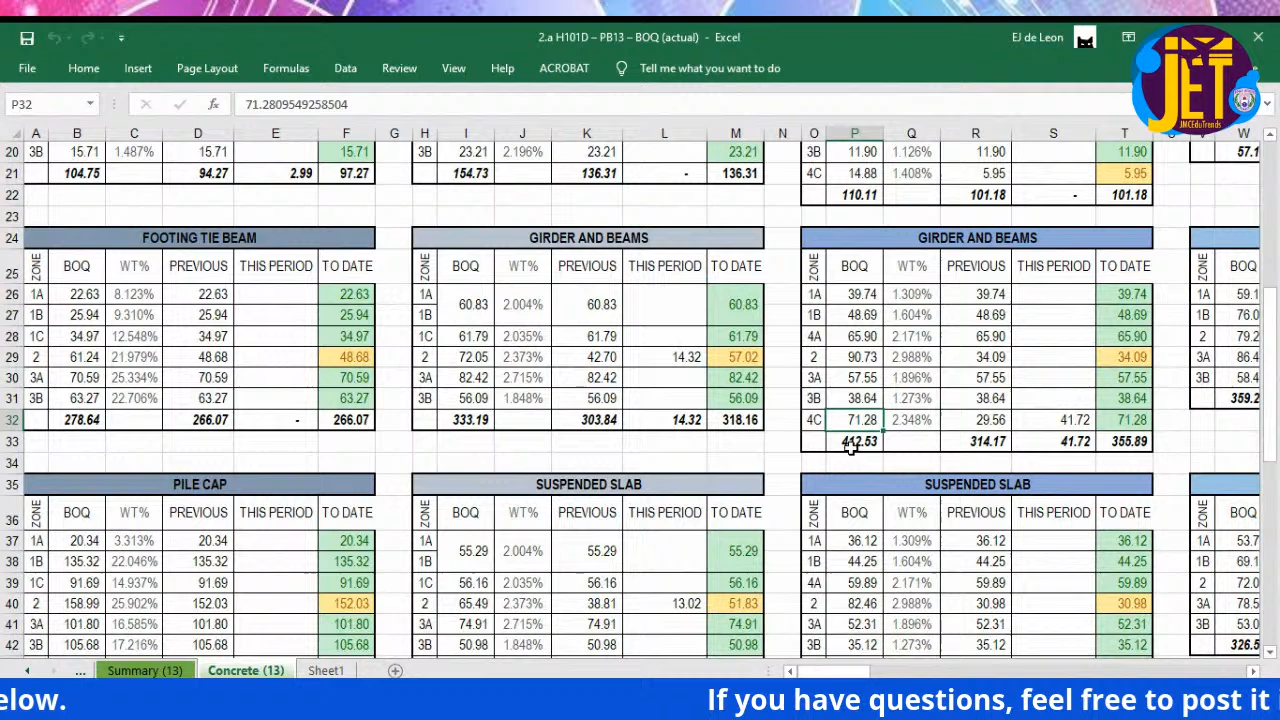 2.a H101D – PB13 – BOQ (actual) - Excel
EJ de Leon
File Home Insert Page Layout Formulas Data Review View Help ACROBAT Tell me what you want to do
JET
JMCEduTrends
P32 fx 71.2809549258504
A B C D E F G H I J K L M N O P Q R S T W
20 3B 15.71 1.487% 15.71 15.71 3B 23.21 2.196% 23.21 23.21 3B 11.90 1.126% 11.90 11.90 57.1
21 104.75 94.27 2.99 97.27 154.73 136.31 - 136.31 4C 14.88 1.408% 5.95 5.95
22 110.11 101.18 - 101.18
23
24 FOOTING TIE BEAM GIRDER AND BEAMS GIRDER AND BEAMS
25 ZONE BOQ WT% PREVIOUS THIS PERIOD TO DATE ZONE BOQ WT% PREVIOUS THIS PERIOD TO DATE ZONE BOQ WT% PREVIOUS THIS PERIOD TO DATE ZONE BOQ
26 1A 22.63 8.123% 22.63 22.63 1A 60.83 2.004% 60.83 60.83 1A 39.74 1.309% 39.74 39.74 1A 59.1
27 1B 25.94 9.310% 25.94 25.94 1B 1B 48.69 1.604% 48.69 48.69 1B 76.0
28 1C 34.97 12.548% 34.97 34.97 1C 61.79 2.035% 61.79 61.79 4A 65.90 2.171% 65.90 65.90 2 79.2
29 2 61.24 21.979% 48.68 48.68 2 72.05 2.373% 42.70 14.32 57.02 2 90.73 2.988% 34.09 34.09 3A 86.4
30 3A 70.59 25.334% 70.59 70.59 3A 82.42 2.715% 82.42 82.42 3A 57.55 1.896% 57.55 57.55 3B 58.4
31 3B 63.27 22.706% 63.27 63.27 3B 56.09 1.848% 56.09 56.09 3B 38.64 1.273% 38.64 38.64 359.2
32 278.64 266.07 - 266.07 333.19 303.84 14.32 318.16 4C 71.28 2.348% 29.56 41.72 71.28
33 412.53 314.17 41.72 355.89
34
35 PILE CAP SUSPENDED SLAB SUSPENDED SLAB
36 ZONE BOQ WT% PREVIOUS THIS PERIOD TO DATE ZONE BOQ WT% PREVIOUS THIS PERIOD TO DATE ZONE BOQ WT% PREVIOUS THIS PERIOD TO DATE ZONE BOQ
37 1A 20.34 3.313% 20.34 20.34 1A 55.29 2.004% 55.29 55.29 1A 36.12 1.309% 36.12 36.12 1A 53.7
38 1B 135.32 22.046% 135.32 135.32 1B 1B 44.25 1.604% 44.25 44.25 1B 69.1
39 1C 91.69 14.937% 91.69 91.69 1C 56.16 2.035% 56.16 56.16 4A 59.89 2.171% 59.89 59.89 2 72.0
40 2 158.99 25.902% 152.03 152.03 2 65.49 2.373% 38.81 13.02 51.83 2 82.46 2.988% 30.98 30.98 3A 78.5
41 3A 101.80 16.585% 101.80 101.80 3A 74.91 2.715% 74.91 74.91 3A 52.31 1.896% 52.31 52.31 3B 53.0
42 3B 105.68 17.216% 105.68 105.68 3B 50.98 1.848% 50.98 50.98 3B 35.12 1.273% 35.12 35.12 326.5
... Summary (13) Concrete (13) Sheet1
elow. If you have questions, feel free to post it